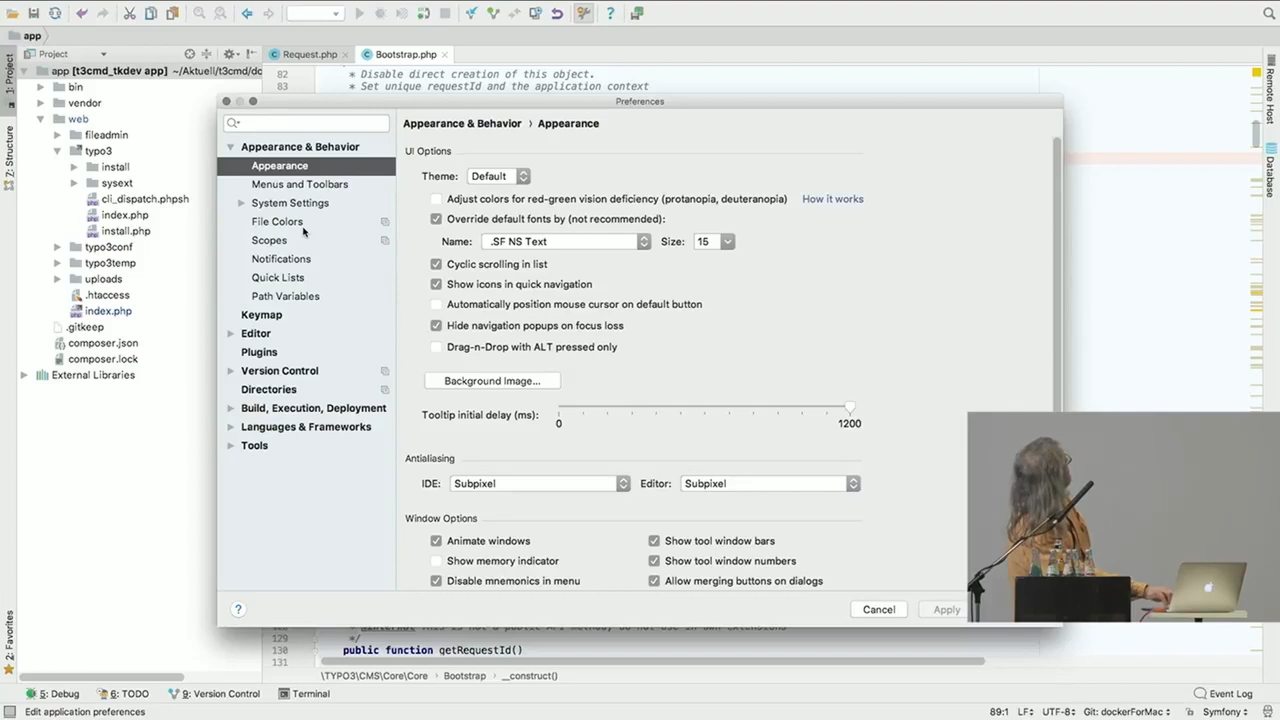 app
Project
Request.php
Bootstrap.php
1: Project
Z: Structure
2: Favorites
Remote Host
Database
app [t3cmd_tkdev app] ~/Aktuell/t3cmd/do
bin
vendor
web
fileadmin
typo3
install
sysext
cli_dispatch.phpsh
index.php
install.php
typo3conf
typo3temp
uploads
.htaccess
index.php
.gitkeep
composer.json
composer.lock
External Libraries
82 * Disable direct creation of this object.
83 * Set unique requestId and the application context
Preferences
Appearance & Behavior
Appearance
Menus and Toolbars
System Settings
File Colors
Scopes
Notifications
Quick Lists
Path Variables
Keymap
Editor
Plugins
Version Control
Directories
Build, Execution, Deployment
Languages & Frameworks
Tools
Appearance & Behavior › Appearance
UI Options
Theme: Default
Adjust colors for red-green vision deficiency (protanopia, deuteranopia) How it works
Override default fonts by (not recommended):
Name: .SF NS Text Size: 15
Cyclic scrolling in list
Show icons in quick navigation
Automatically position mouse cursor on default button
Hide navigation popups on focus loss
Drag-n-Drop with ALT pressed only
Background Image...
Tooltip initial delay (ms):
0 1200
Antialiasing
IDE: Subpixel Editor: Subpixel
Window Options
Animate windows Show tool window bars
Show memory indicator Show tool window numbers
Disable mnemonics in menu Allow merging buttons on dialogs
? Cancel Apply
129 */
130 public function getRequestId()
131
\TYPO3\CMS\Core\Core Bootstrap __construct()
5: Debug 6: TODO 9: Version Control Terminal Event Log
Edit application preferences 89:1 LF UTF-8 Git: dockerForMac Symfony